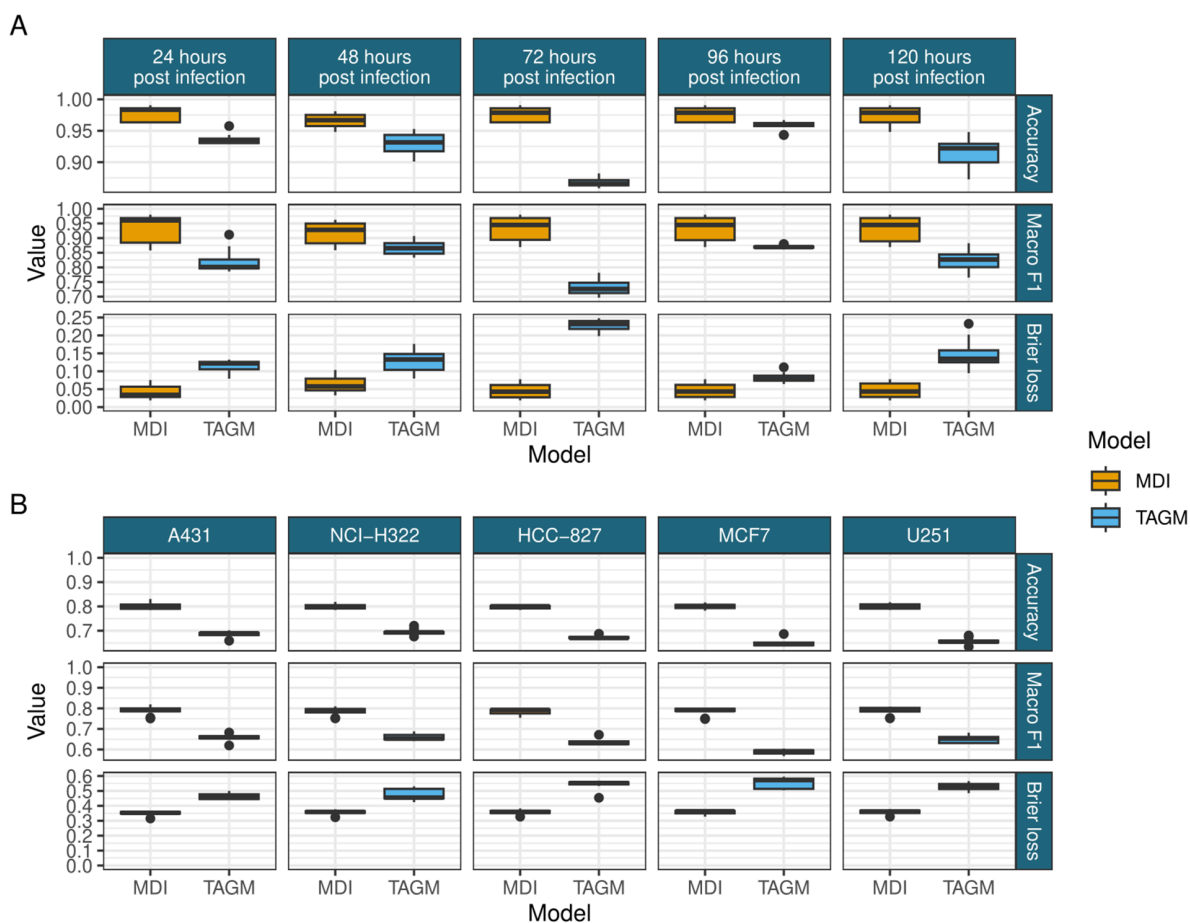 A
24 hours
post infection
48 hours
post infection
72 hours
post infection
96 hours
post infection
120 hours
post infection
Value
1.00
0.95
0.90
Accuracy
1.00
0.95
0.90
0.85
0.80
0.75
0.70
Macro F1
0.25
0.20
0.15
0.10
0.05
0.00
Brier loss
MDI TAGM MDI TAGM MDI TAGM MDI TAGM MDI TAGM
Model
Model
MDI
TAGM
B
A431 NCI-H322 HCC-827 MCF7 U251
Value
1.0
0.9
0.8
0.7
Accuracy
1.0
0.9
0.8
0.7
0.6
Macro F1
0.6
0.5
0.4
0.3
0.2
0.1
0.0
Brier loss
MDI TAGM MDI TAGM MDI TAGM MDI TAGM MDI TAGM
Model